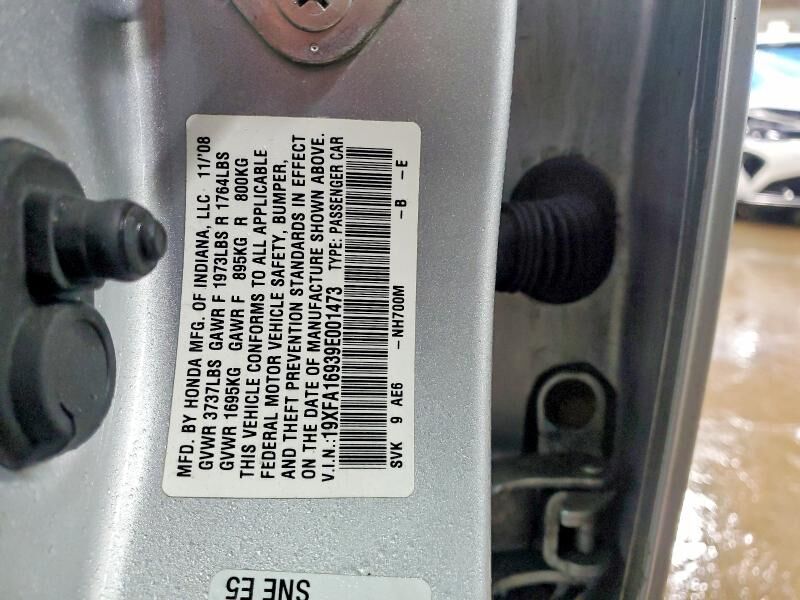 MFD. BY HONDA MFG. OF INDIANA, LLC 11/'08
GVWR 3737LBS GAWR F 1973LBS R 1764LBS
GVWR 1695KG GAWR F 895KG R 800KG
THIS VEHICLE CONFORMS TO ALL APPLICABLE
FEDERAL MOTOR VEHICLE SAFETY, BUMPER,
AND THEFT PREVENTION STANDARDS IN EFFECT
ON THE DATE OF MANUFACTURE SHOWN ABOVE.
V.I.N.:19XFA16939E001473 TYPE: PASSENGER CAR
SVK 9 AE6 -NH700M -B -E
SNE E5